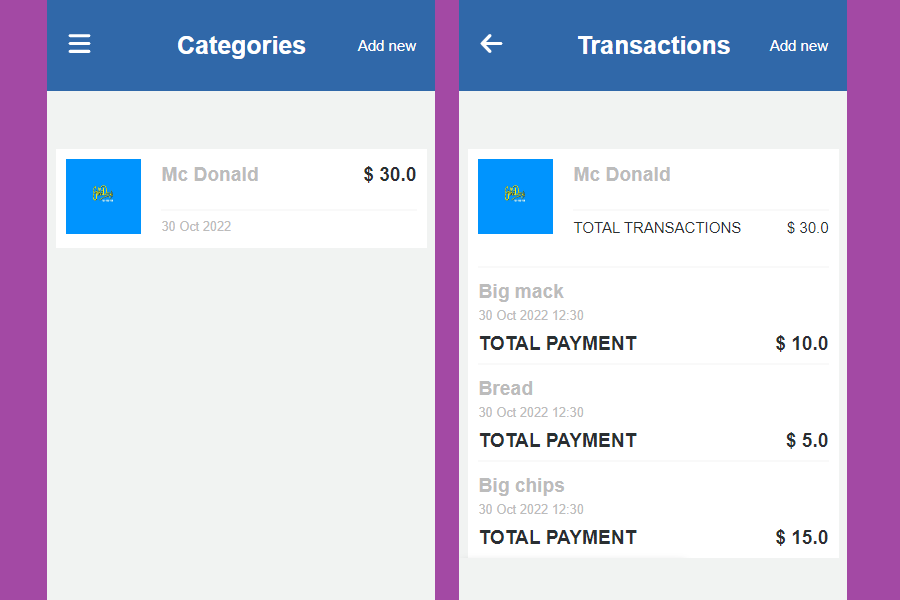 Categories
Add new
Mc Donald
$ 30.0
30 Oct 2022
Transactions
Add new
Mc Donald
TOTAL TRANSACTIONS
$ 30.0
Big mack
30 Oct 2022 12:30
TOTAL PAYMENT
$ 10.0
Bread
30 Oct 2022 12:30
TOTAL PAYMENT
$ 5.0
Big chips
30 Oct 2022 12:30
TOTAL PAYMENT
$ 15.0